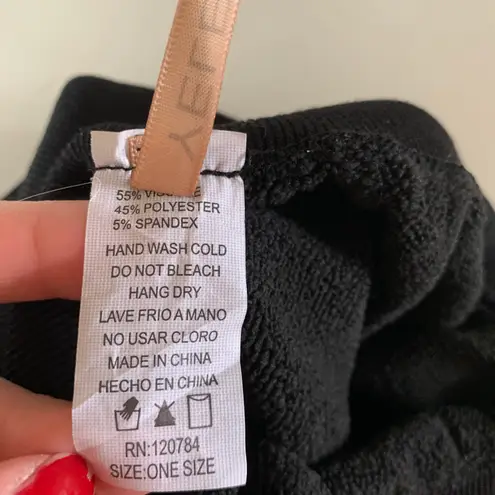 55%
45% POLYESTER
5% SPANDEX
HAND WASH COLD
DO NOT BLEACH
HANG DRY
LAVE FRIO A MANO
NO USAR CLORO
MADE IN CHINA
HECHO EN CHINA
RN:120784
SIZE:ONE SIZE